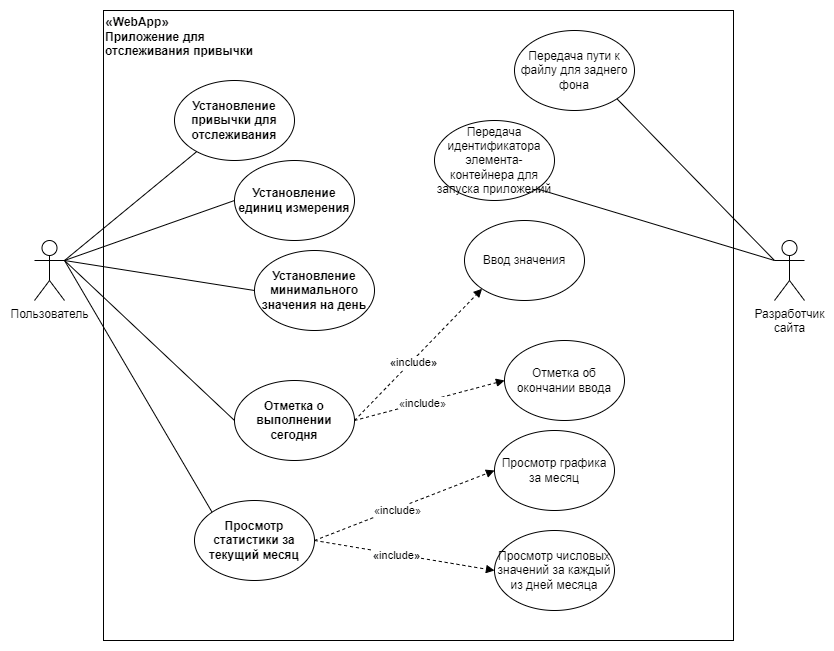 «WebApp»
Приложение для
отслеживания привычки
Передача пути к
файлу для заднего
фона
Установление
привычки для
отслеживания
Передача
идентификатора
элемента-
контейнера для
запуска приложений
Установление
единиц измерения
Ввод значения
Установление
минимального
значения на день
Пользователь
Разработчик
сайта
«include»
Отметка об
окончании ввода
«include»
Отметка о
выполнении
сегодня
Просмотр графика
за месяц
«include»
Просмотр
статистики за
текущий месяц
«include»
Просмотр числовых
значений за каждый
из дней месяца